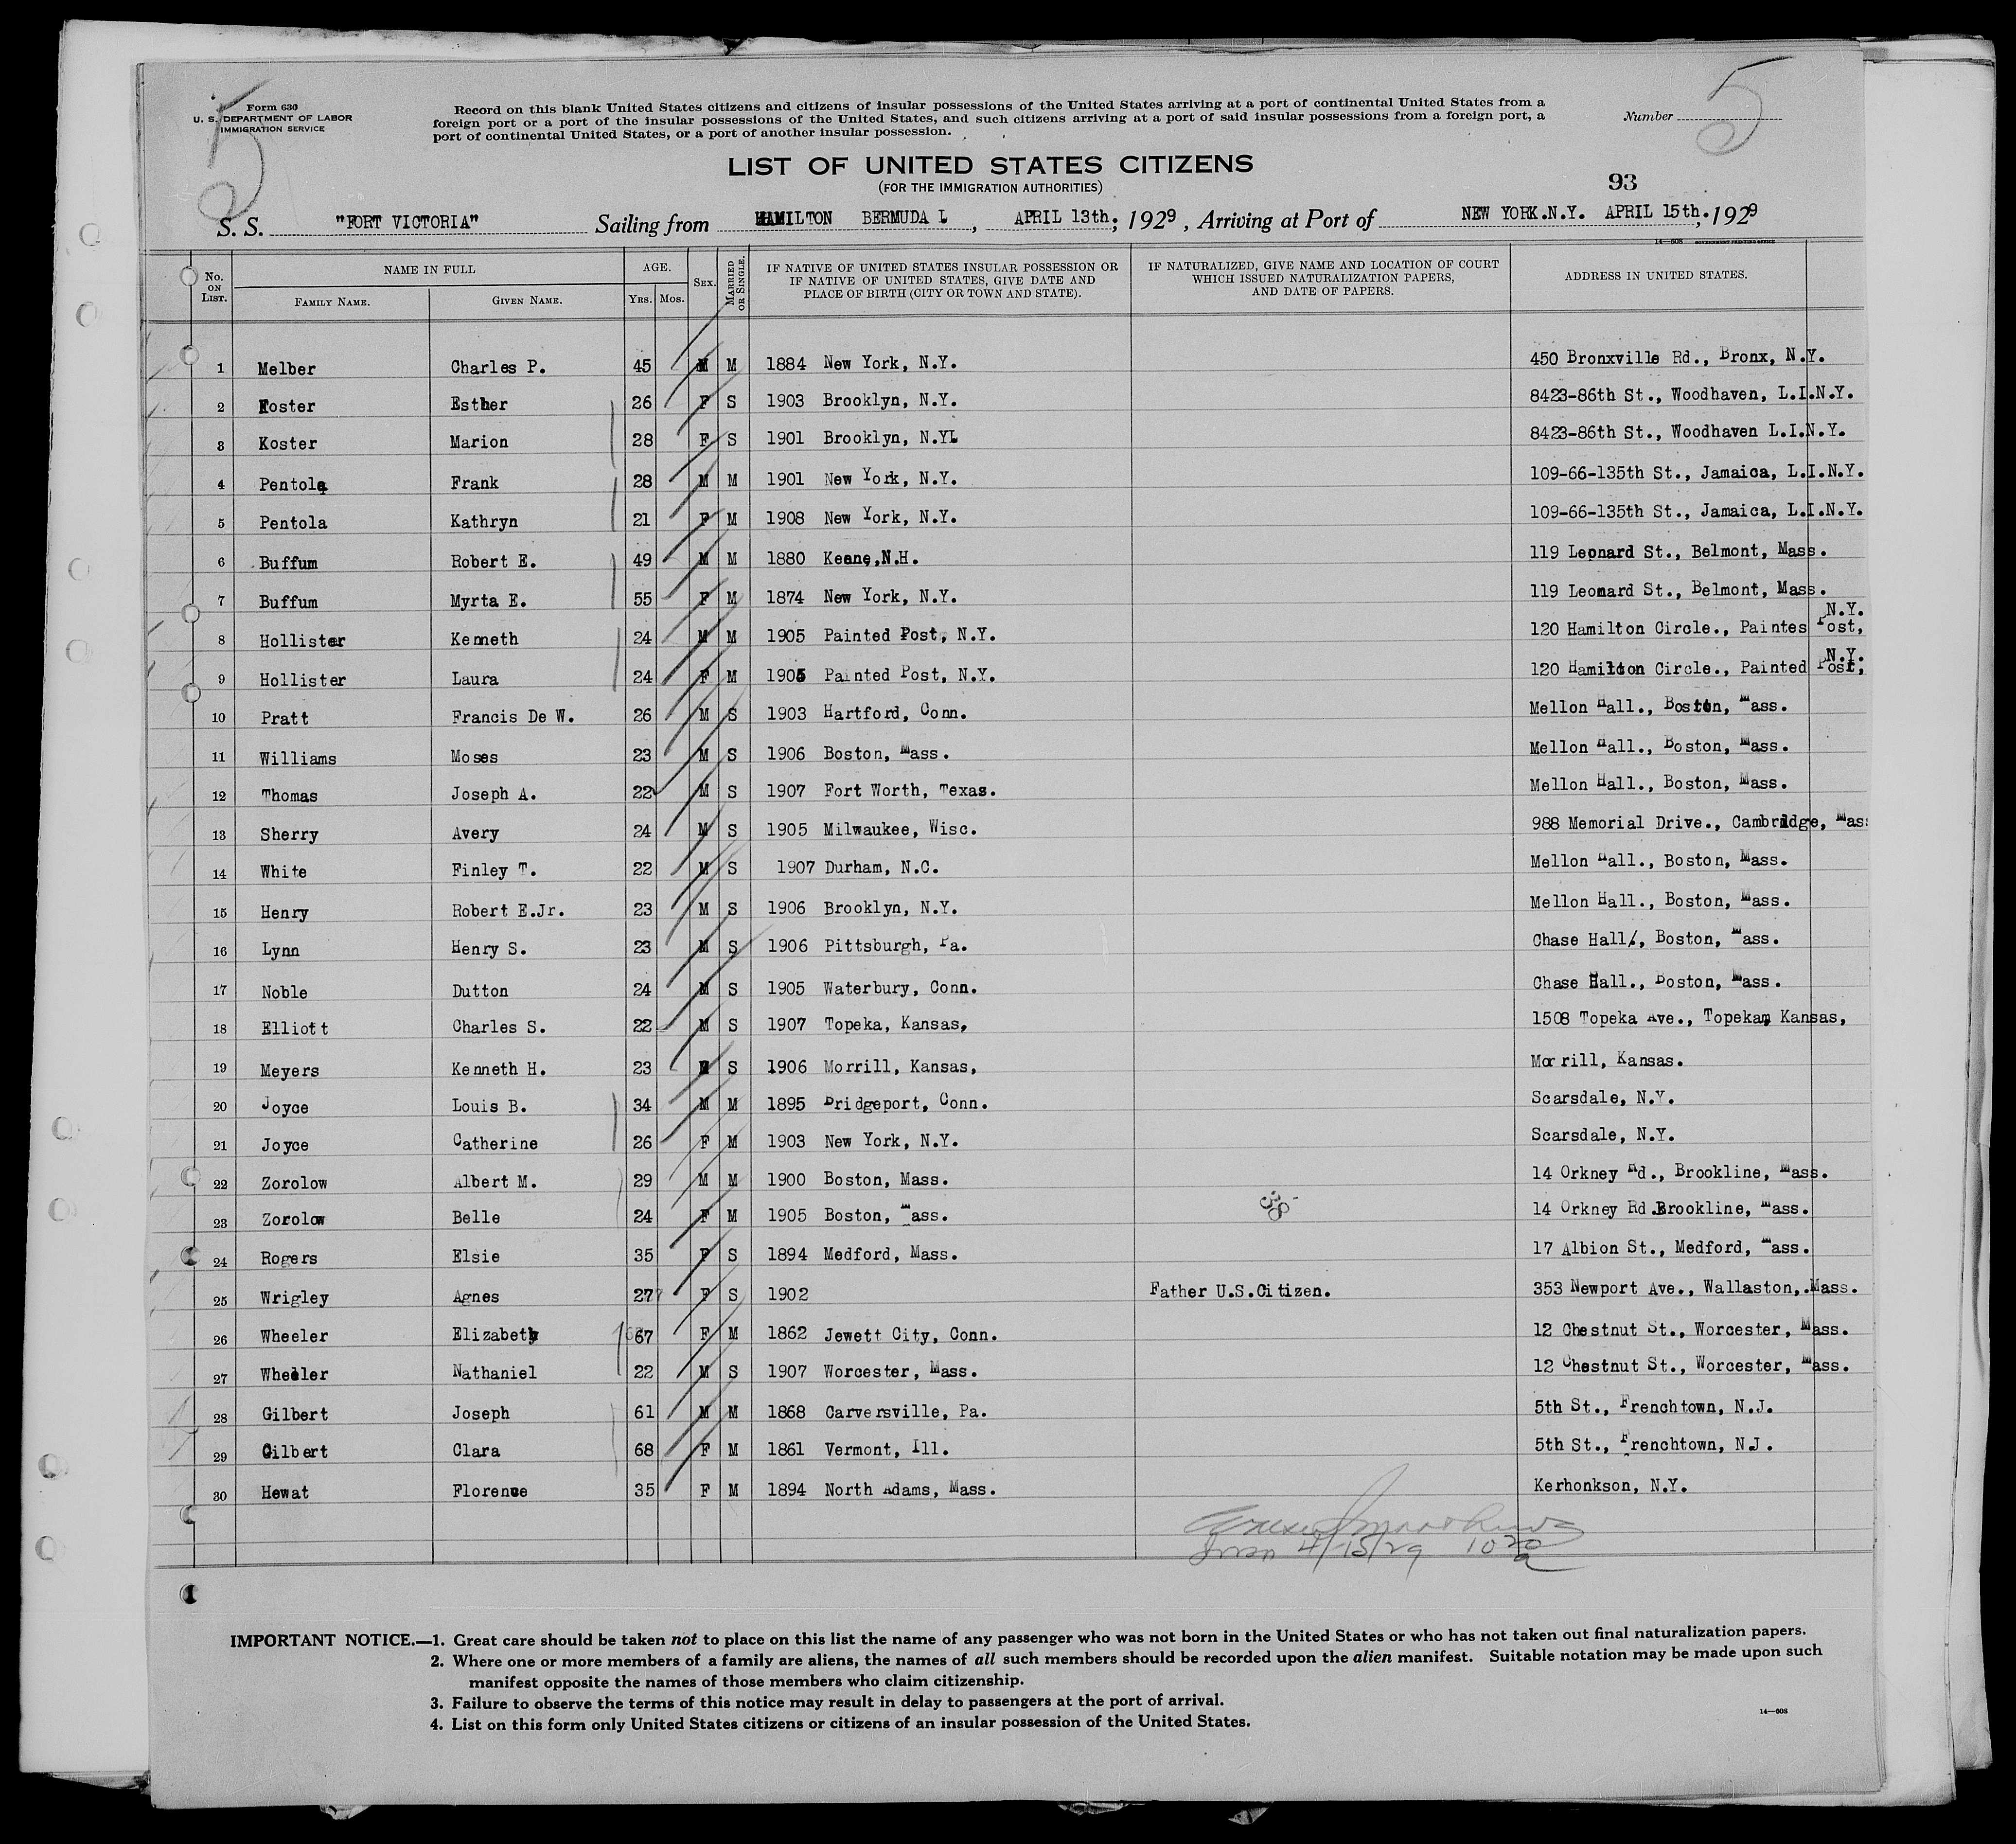 5
5
Form 630
U. S. DEPARTMENT OF LABOR
IMMIGRATION SERVICE
Record on this blank United States citizens and citizens of insular possessions of the United States arriving at a port of continental United States from a
foreign port or a port of the insular possessions of the United States, and such citizens arriving at a port of said insular possessions from a foreign port, a
port of continental United States, or a port of another insular possession.
Number
LIST OF UNITED STATES CITIZENS
(FOR THE IMMIGRATION AUTHORITIES)
93
S. S. "FORT VICTORIA" Sailing from HAMILTON BERMUDA I, APRIL 13th; 1929, Arriving at Port of NEW YORK.N.Y. APRIL 15th; 1929
14—608 GOVERNMENT PRINTING OFFICE
No. ON LIST. NAME IN FULL FAMILY NAME. GIVEN NAME. AGE. YRS. MOS. SEX. MARRIED OR SINGLE. IF NATIVE OF UNITED STATES INSULAR POSSESSION OR IF NATIVE OF UNITED STATES, GIVE DATE AND PLACE OF BIRTH (CITY OR TOWN AND STATE). IF NATURALIZED, GIVE NAME AND LOCATION OF COURT WHICH ISSUED NATURALIZATION PAPERS, AND DATE OF PAPERS. ADDRESS IN UNITED STATES.
1 Melber Charles P. 45 M M 1884 New York, N.Y. 450 Bronxville Rd., Bronx, N.Y.
2 Koster Esther 26 F S 1903 Brooklyn, N.Y. 8423-86th St., Woodhaven, L.I.N.Y.
3 Koster Marion 28 F S 1901 Brooklyn, N.Y. 8423-86th St., Woodhaven L.I.N.Y.
4 Pentola Frank 28 M M 1901 New York, N.Y. 109-66-135th St., Jamaica, L.I.N.Y.
5 Pentola Kathryn 21 F M 1908 New York, N.Y. 109-66-135th St., Jamaica, L.I.N.Y.
6 Buffum Robert E. 49 M M 1880 Keene,N.H. 119 Leonard St., Belmont, Mass.
7 Buffum Myrta E. 55 F M 1874 New York, N.Y. 119 Leonard St., Belmont, Mass.
8 Hollister Kenneth 24 M M 1905 Painted Post, N.Y. 120 Hamilton Circle., Paintes Post, N.Y.
9 Hollister Laura 24 F M 1905 Painted Post, N.Y. 120 Hamilton Circle., Painted Post, N.Y.
10 Pratt Francis De W. 26 M S 1903 Hartford, Conn. Mellon Hall., Boston, Mass.
11 Williams Moses 23 M S 1906 Boston, Mass. Mellon Hall., Boston, Mass.
12 Thomas Joseph A. 22 M S 1907 Fort Worth, Texas. Mellon Hall., Boston, Mass.
13 Sherry Avery 24 M S 1905 Milwaukee, Wisc. 988 Memorial Drive., Cambridge, Mass
14 White Finley T. 22 M S 1907 Durham, N.C. Mellon Hall., Boston, Mass.
15 Henry Robert E.Jr. 23 M S 1906 Brooklyn, N.Y. Mellon Hall., Boston, Mass.
16 Lynn Henry S. 23 M S 1906 Pittsburgh, Pa. Chase Hall., Boston, Mass.
17 Noble Dutton 24 M S 1905 Waterbury, Conn. Chase Hall., Boston, Mass.
18 Elliott Charles S. 22 M S 1907 Topeka, Kansas, 1508 Topeka Ave., Topeka, Kansas,
19 Meyers Kenneth H. 23 M S 1906 Morrill, Kansas, Morrill, Kansas.
20 Joyce Louis B. 34 M M 1895 Bridgeport, Conn. Scarsdale, N.Y.
21 Joyce Catherine 26 F M 1903 New York, N.Y. Scarsdale, N.Y.
22 Zorolow Albert M. 29 M M 1900 Boston, Mass. 14 Orkney Rd., Brookline, Mass.
23 Zorolow Belle 24 F M 1905 Boston, Mass. 38 14 Orkney Rd.Brookline, Mass.
24 Rogers Elsie 35 F S 1894 Medford, Mass. 17 Albion St., Medford, Mass.
25 Wrigley Agnes 27 F S 1902 Father U.S.Citizen. 353 Newport Ave., Wallaston,.Mass.
26 Wheeler Elizabeth 67 F M 1862 Jewett City, Conn. 12 Chestnut St., Worcester, Mass.
27 Wheeler Nathaniel 22 M S 1907 Worcester, Mass. 12 Chestnut St., Worcester, Mass.
28 Gilbert Joseph 61 M M 1868 Carversville, Pa. 5th St., Frenchtown, N.J.
29 Gilbert Clara 68 F M 1861 Vermont, Ill. 5th St., Frenchtown, N.J.
30 Hewat Florence 35 F M 1894 North Adams, Mass. Kerhonkson, N.Y.
4/15/29 10 20 a
IMPORTANT NOTICE.—1. Great care should be taken not to place on this list the name of any passenger who was not born in the United States or who has not taken out final naturalization papers.
2. Where one or more members of a family are aliens, the names of all such members should be recorded upon the alien manifest. Suitable notation may be made upon such
manifest opposite the names of those members who claim citizenship.
3. Failure to observe the terms of this notice may result in delay to passengers at the port of arrival.
4. List on this form only United States citizens or citizens of an insular possession of the United States.
14—608